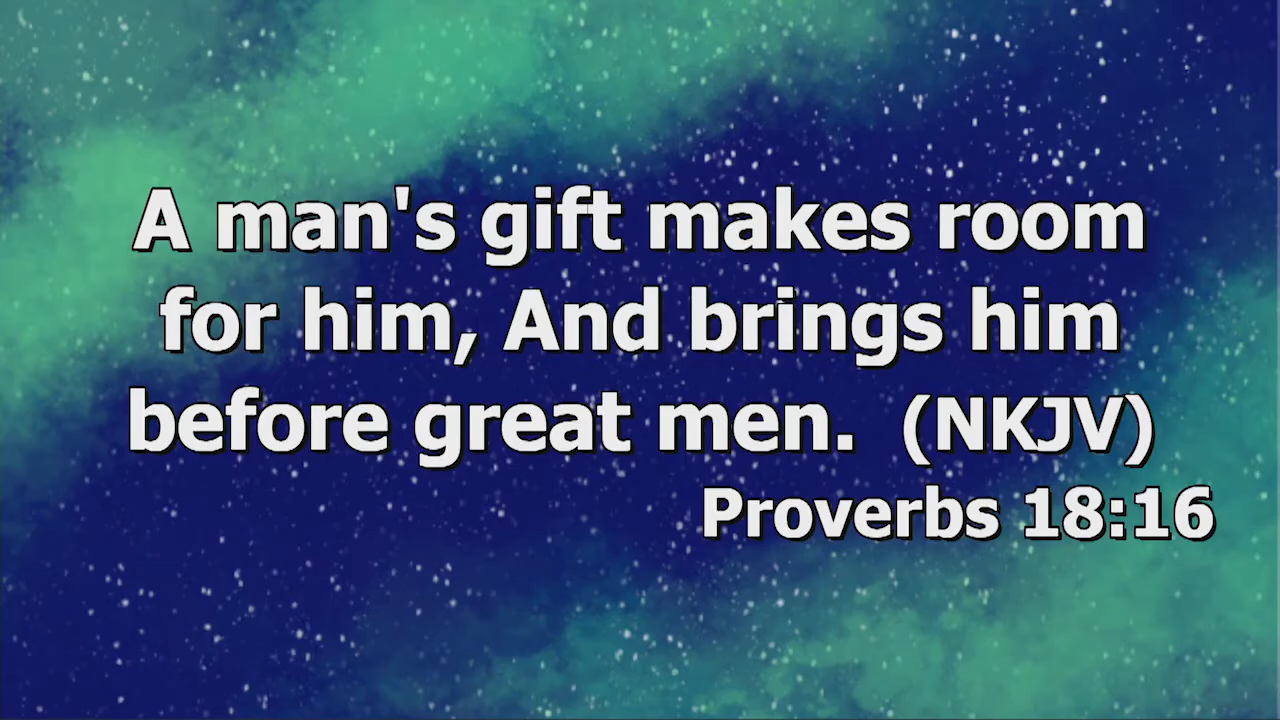 A man's gift makes room
for him, And brings him
before great men.  (NKJV)
Proverbs 18:16